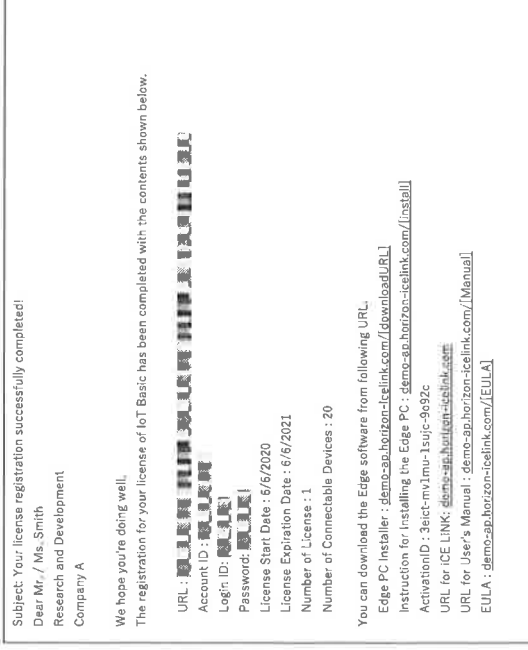 Subject: Your license registration successfully completed!
Dear Mr. / Ms. Smith
Research and Development
Company A
We hope you're doing well.
The registration for your license of IoT Basic has been completed with the contents shown below.
URL :
Account ID :
Login ID:
Password:
License Start Date : 6/6/2020
License Expiration Date : 6/6/2021
Number of License : 1
Number of Connectable Devices : 20
You can download the Edge software from following URL.
Edge PC Installer : demo-ap.horizon-icelink.com/[downloadURL]
Instruction for Installing the Edge PC : demo-ap.horizon-icelink.com/[install]
ActivationID : 3eict-mv1mu-1sujc-9o92c
URL for iCE LiNK: demo-ap.horizon-icelink.com
URL for User's Manual : demo-ap.horizon-icelink.com/[Manual]
EULA : demo-ap.horizon-icelink.com/[EULA]